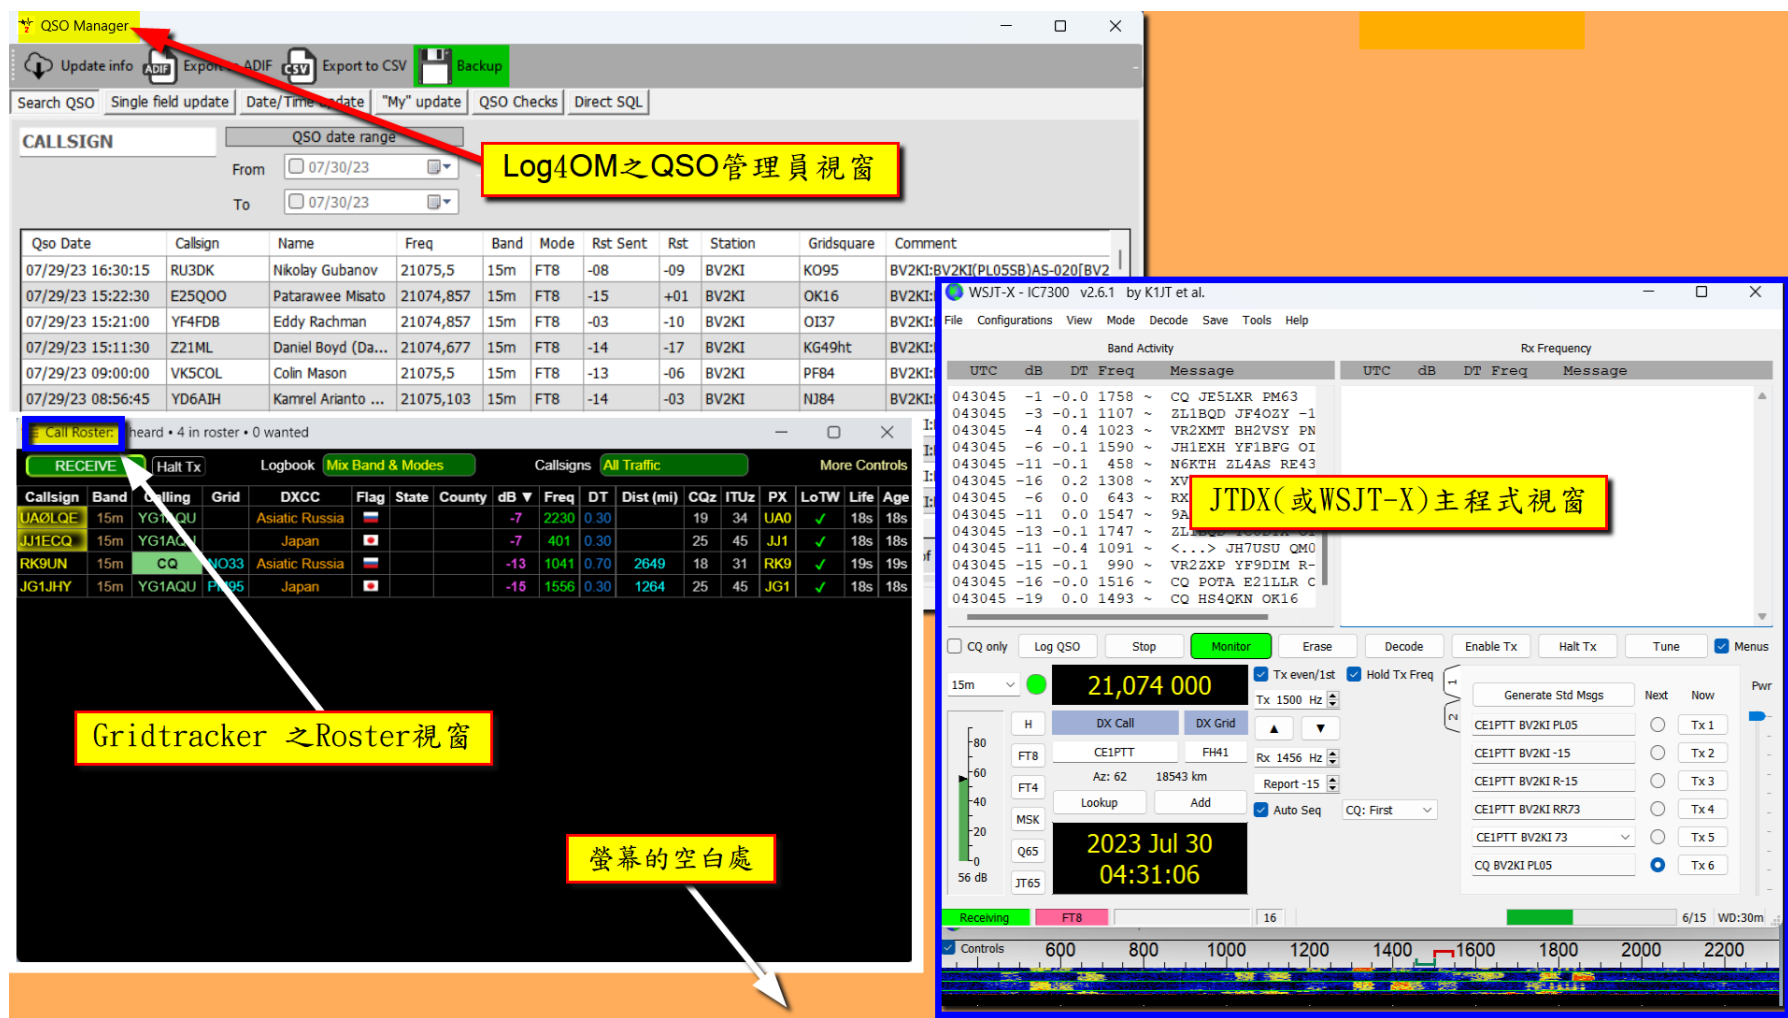 QSO Manager
Update info
ADIF
CSV
Export to CSV
Backup
Search QSO Single field update "My" update QSO Checks Direct SQL
CALLSIGN
QSO date range
From 07/30/23
To 07/30/23
Log4OM之QSO管理員視窗
Qso Date Callsign Name Freq Band Mode Rst Sent Rst Station Gridsquare Comment
07/29/23 16:30:15 RU3DK Nikolay Gubanov 21075,5 15m FT8 -08 -09 BV2KI KO95 BV2KI:BV2KI(PL05SB)AS-020[BV2
07/29/23 15:22:30 E25QOO Patarawee Misato 21074,857 15m FT8 -15 +01 BV2KI OK16 BV2KI:
07/29/23 15:21:00 YF4FDB Eddy Rachman 21074,857 15m FT8 -03 -10 BV2KI OI37 BV2KI:
07/29/23 15:11:30 Z21ML Daniel Boyd (Da... 21074,677 15m FT8 -14 -17 BV2KI KG49ht BV2KI:
07/29/23 09:00:00 VK5COL Colin Mason 21075,5 15m FT8 -13 -06 BV2KI PF84 BV2KI:
07/29/23 08:56:45 YD6AIH Kamrel Arianto ... 21075,103 15m FT8 -14 -03 BV2KI NJ84 BV2KI:
Call Roster: heard • 4 in roster • 0 wanted
RECEIVE Halt Tx Logbook Mix Band & Modes Callsigns All Traffic More Controls
Callsign Band Calling Grid DXCC Flag State County dB ▼ Freq DT Dist (mi) CQz ITUz PX LoTW Life Age
UAØLQE 15m YG1AQU Asiatic Russia -7 2230 0.30 19 34 UA0 ✓ 18s 18s
JJ1ECQ 15m YG1AQU Japan -7 401 0.30 25 45 JJ1 ✓ 18s 18s
RK9UN 15m CQ NO33 Asiatic Russia -13 1041 0.70 2649 18 31 RK9 ✓ 19s 19s
JG1JHY 15m YG1AQU Japan -15 1556 0.30 1264 25 45 JG1 ✓ 18s 18s
Gridtracker 之Roster視窗
螢幕的空白處
WSJT-X - IC7300 v2.6.1 by K1JT et al.
File Configurations View Mode Decode Save Tools Help
Band Activity Rx Frequency
UTC dB DT Freq Message UTC dB DT Freq Message
043045 -1 -0.0 1758 ~ CQ JE5LXR PM63
043045 -3 -0.1 1107 ~ ZL1BQD JF4OZY -1
043045 -4 0.4 1023 ~ VR2XMT BH2VSY PN
043045 -6 -0.1 1590 ~ JH1EXH YF1BFG OI
043045 -11 -0.1 458 ~ N6KTH ZL4AS RE43
043045 -16 0.2 1308 ~ XV
043045 -6 0.0 643 ~ RX
043045 -11 0.0 1547 ~ 9A
043045 -13 -0.1 1747 ~
043045 -11 -0.4 1091 ~ <...> JH7USU QM0
043045 -15 -0.1 990 ~ VR2ZXP YF9DIM R-
043045 -16 -0.0 1516 ~ CQ POTA E21LLR C
043045 -19 0.0 1493 ~ CQ HS4QKN OK16
JTDX(或WSJT-X)主程式視窗
CQ only Log QSO Stop Monitor Erase Decode Enable Tx Halt Tx Tune Menus
15m 21,074 000 Tx even/1st Hold Tx Freq
Tx 1500 Hz
1
2
Generate Std Msgs Next Now Pwr
H DX Call DX Grid ▲ ▼ CE1PTT BV2KI PL05 Tx 1
FT8 CE1PTT FH41 Rx 1456 Hz CE1PTT BV2KI -15 Tx 2
FT4 Az: 62 18543 km Report -15 CE1PTT BV2KI R-15 Tx 3
MSK Lookup Add Auto Seq CQ: First CE1PTT BV2KI RR73 Tx 4
Q65 2023 Jul 30 CE1PTT BV2KI 73 Tx 5
JT65 04:31:06 CQ BV2KI PL05 Tx 6
80
60
40
20
0
56 dB
Receiving FT8 16 6/15 WD:30m
Controls 600 800 1000 1200 1400 1600 1800 2000 2200